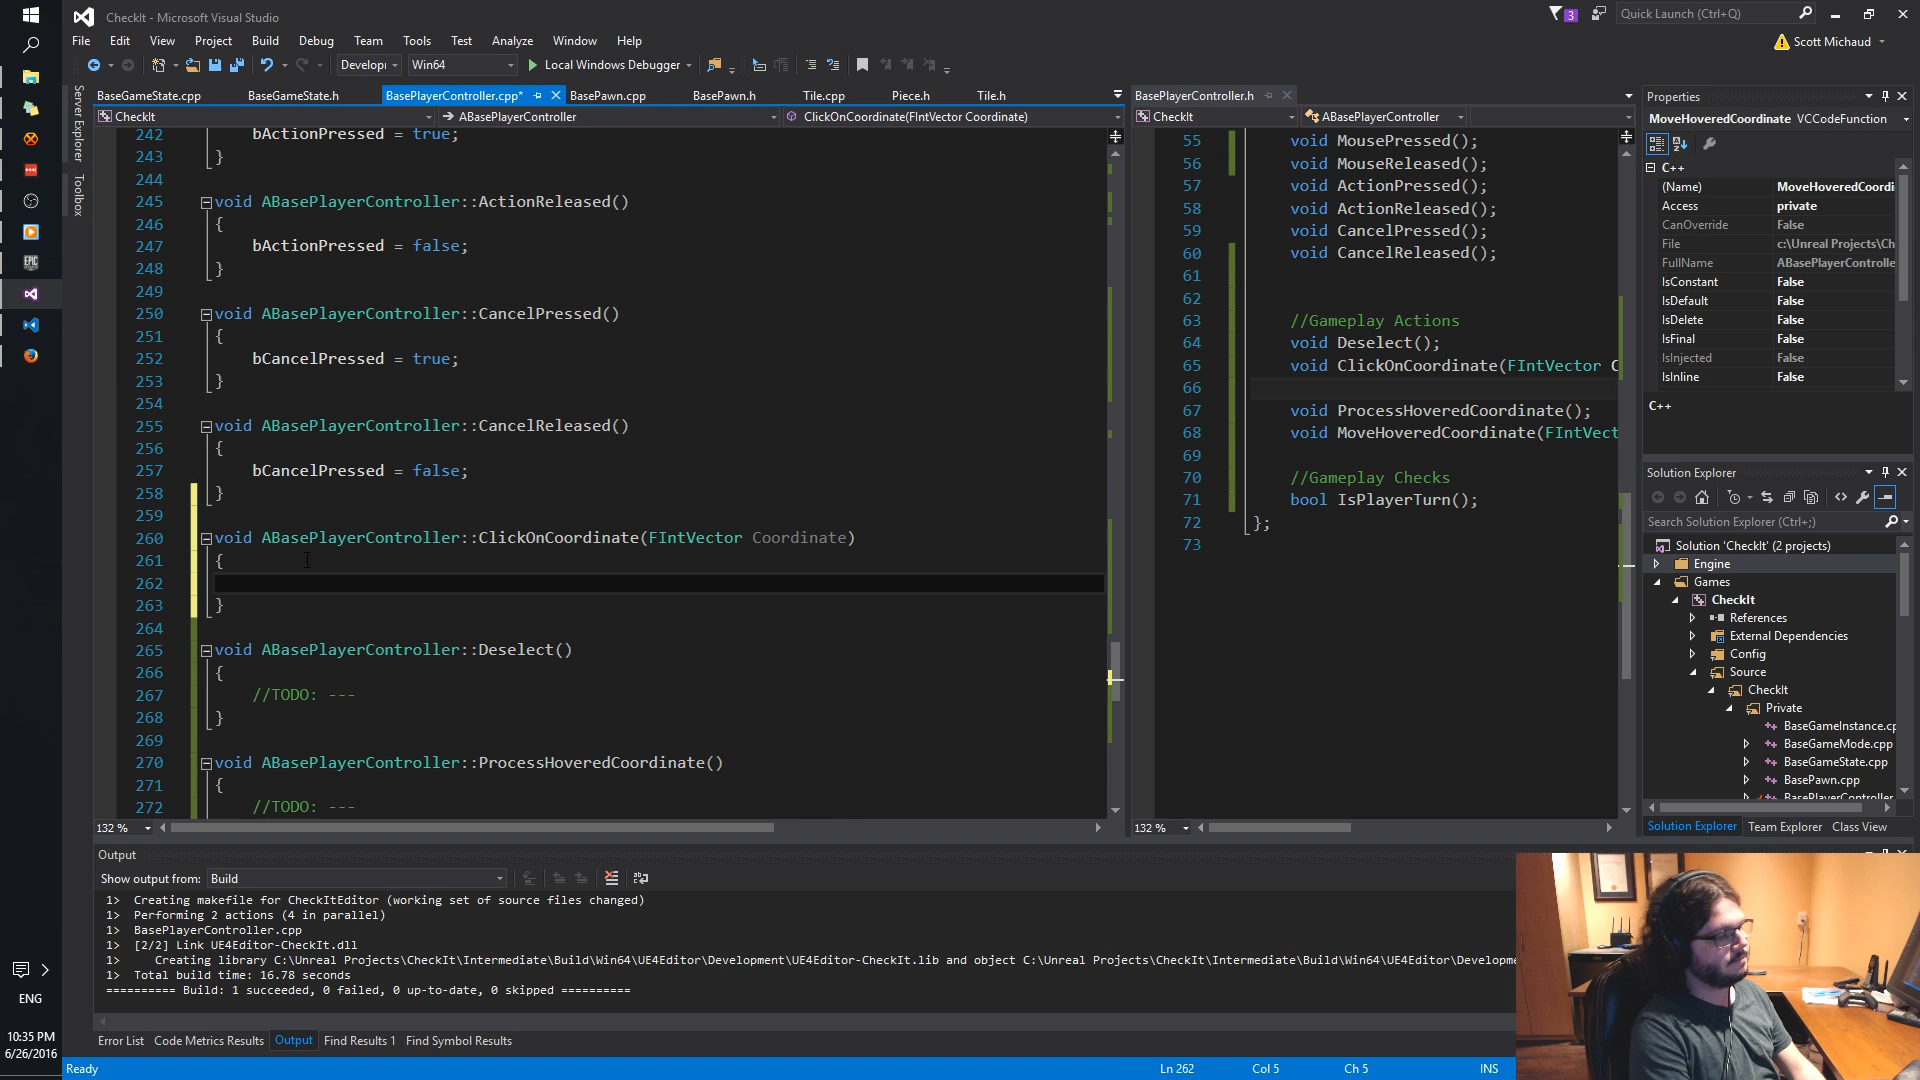 CheckIt - Microsoft Visual Studio
3
Quick Launch (Ctrl+Q)
File Edit View Project Build Debug Team Tools Test Analyze Window Help
Scott Michaud
Develop Win64 Local Windows Debugger
Server Explorer
Toolbox
BaseGameState.cpp BaseGameState.h BasePlayerController.cpp* BasePawn.cpp BasePawn.h Tile.cpp Piece.h Tile.h
CheckIt ABasePlayerController ClickOnCoordinate(FIntVector Coordinate)
242 bActionPressed = true;
243 }
244
245 void ABasePlayerController::ActionReleased()
246 {
247 bActionPressed = false;
248 }
249
250 void ABasePlayerController::CancelPressed()
251 {
252 bCancelPressed = true;
253 }
254
255 void ABasePlayerController::CancelReleased()
256 {
257 bCancelPressed = false;
258 }
259
260 void ABasePlayerController::ClickOnCoordinate(FIntVector Coordinate)
261 {
262
263 }
264
265 void ABasePlayerController::Deselect()
266 {
267 //TODO: ---
268 }
269
270 void ABasePlayerController::ProcessHoveredCoordinate()
271 {
272 //TODO: ---
132 %
BasePlayerController.h
CheckIt ABasePlayerController
55 void MousePressed();
56 void MouseReleased();
57 void ActionPressed();
58 void ActionReleased();
59 void CancelPressed();
60 void CancelReleased();
61
62
63 //Gameplay Actions
64 void Deselect();
65 void ClickOnCoordinate(FIntVector C
66
67 void ProcessHoveredCoordinate();
68 void MoveHoveredCoordinate(FIntVect
69
70 //Gameplay Checks
71 bool IsPlayerTurn();
72 };
73
132 %
Properties
MoveHoveredCoordinate VCCodeFunction
C++
(Name) MoveHoveredCoordi
Access private
CanOverride False
File c:\Unreal Projects\Ch
FullName ABasePlayerControlle
IsConstant False
IsDefault False
IsDelete False
IsFinal False
IsInjected False
IsInline False
C++
Solution Explorer
Search Solution Explorer (Ctrl+;)
Solution 'CheckIt' (2 projects)
Engine
Games
CheckIt
References
External Dependencies
Config
Source
CheckIt
Private
BaseGameInstance.cp
BaseGameMode.cpp
BaseGameState.cpp
BasePawn.cpp
BasePlayerController
Solution Explorer Team Explorer Class View
Output
Show output from: Build
1> Creating makefile for CheckItEditor (working set of source files changed)
1> Performing 2 actions (4 in parallel)
1> BasePlayerController.cpp
1> [2/2] Link UE4Editor-CheckIt.dll
1> Creating library C:\Unreal Projects\CheckIt\Intermediate\Build\Win64\UE4Editor\Development\UE4Editor-CheckIt.lib and object C:\Unreal Projects\CheckIt\Intermediate\Build\Win64\UE4Editor\Developme
1> Total build time: 16.78 seconds
========== Build: 1 succeeded, 0 failed, 0 up-to-date, 0 skipped ==========
Error List Code Metrics Results Output Find Results 1 Find Symbol Results
Ready Ln 262 Col 5 Ch 5 INS
EPIC
ENG
10:35 PM
6/26/2016